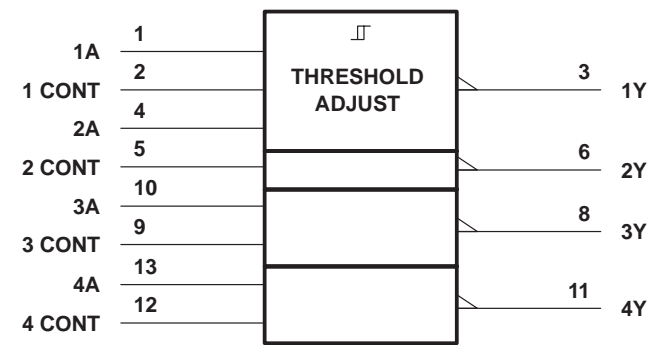 1A 1
1 CONT 2
2A 4
2 CONT 5
3A 10
3 CONT 9
4A 13
4 CONT 12
THRESHOLD
ADJUST
3 1Y
6 2Y
8 3Y
11 4Y